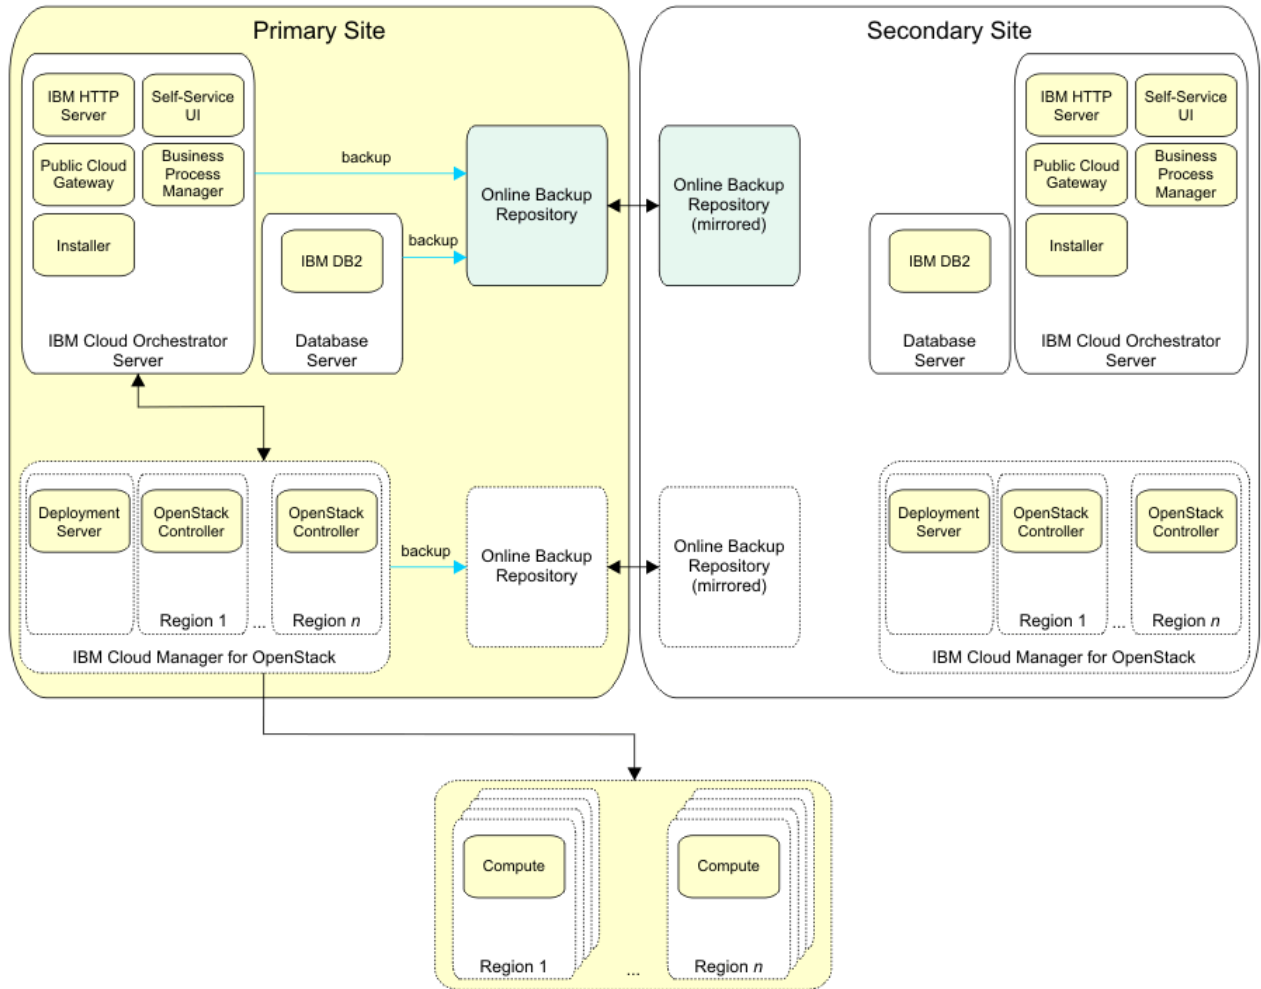 Primary Site
IBM HTTP
Server
Self-Service
UI
Public Cloud
Gateway
Business
Process
Manager
Installer
IBM Cloud Orchestrator
Server
IBM DB2
Database
Server
backup
backup
Online Backup
Repository
Deployment
Server
OpenStack
Controller
Region 1
...
OpenStack
Controller
Region n
IBM Cloud Manager for OpenStack
backup
Online Backup
Repository
Secondary Site
Online Backup
Repository
(mirrored)
IBM DB2
Database
Server
IBM HTTP
Server
Self-Service
UI
Public Cloud
Gateway
Business
Process
Manager
Installer
IBM Cloud Orchestrator
Server
Online Backup
Repository
(mirrored)
Deployment
Server
OpenStack
Controller
Region 1
...
OpenStack
Controller
Region n
IBM Cloud Manager for OpenStack
Compute
Region 1
...
Compute
Region n